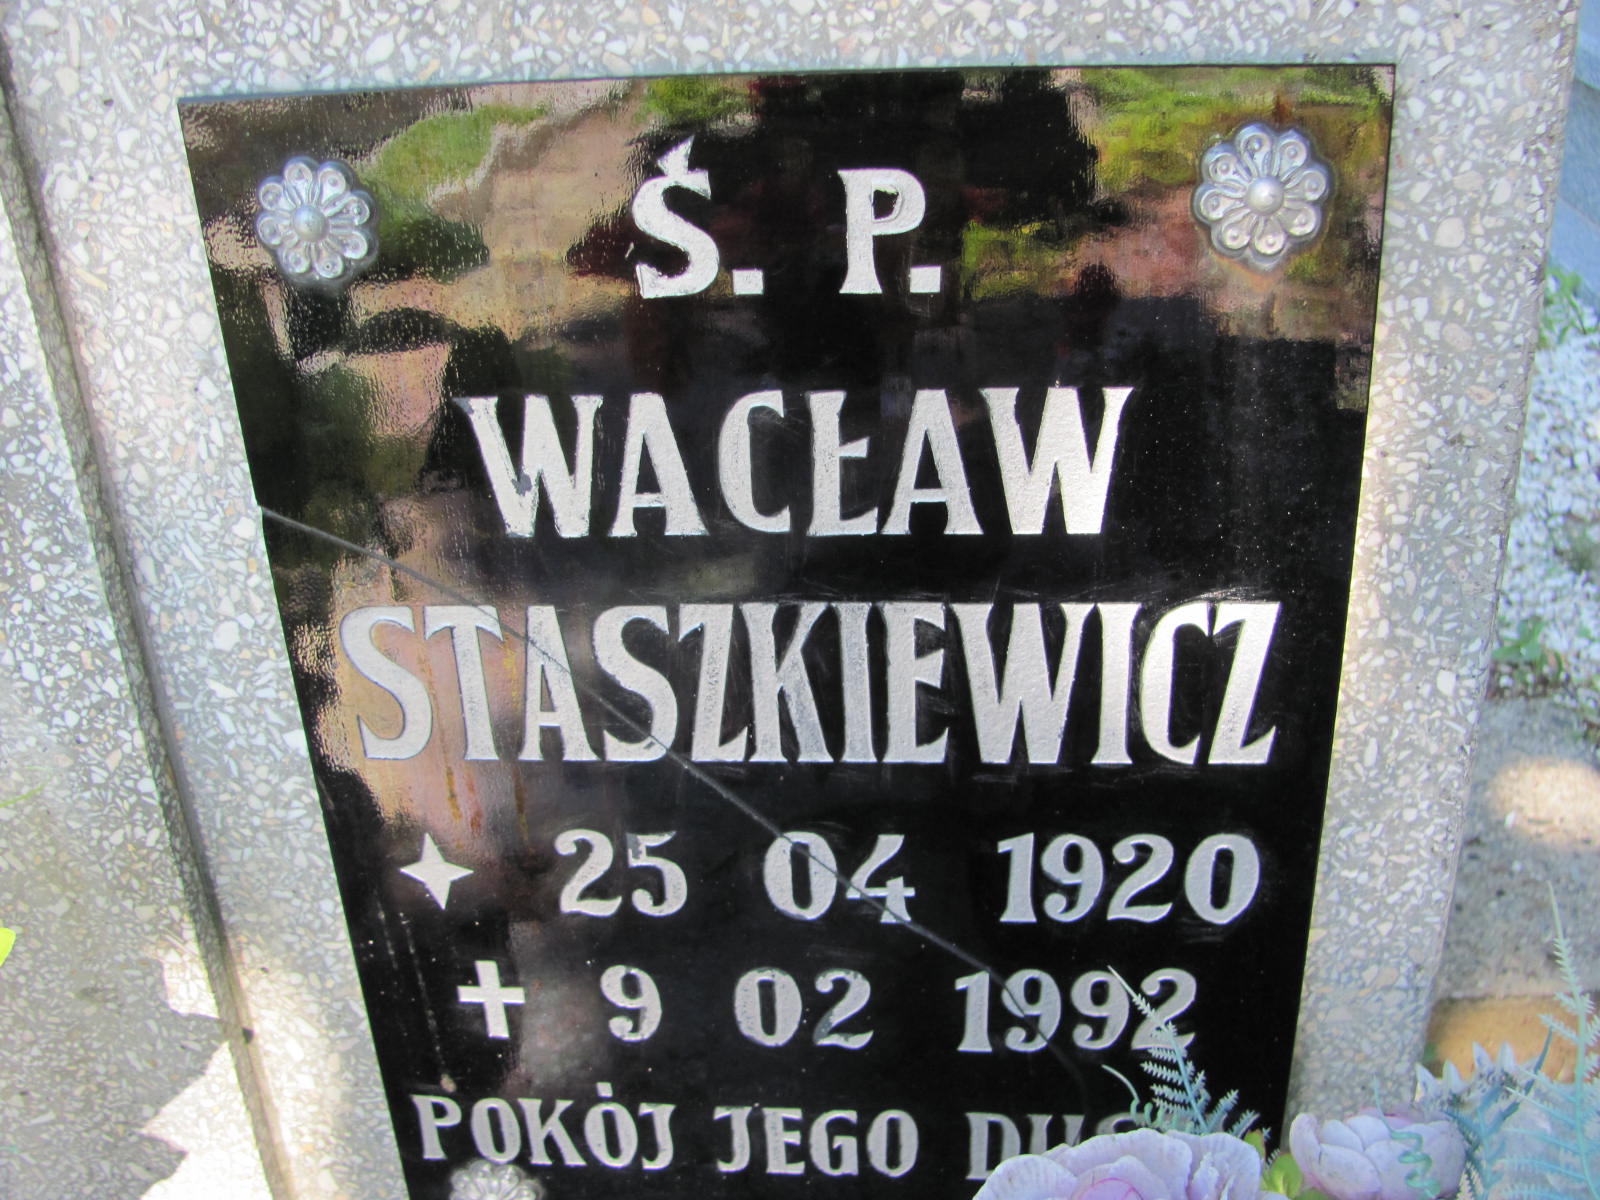 Ś. P.
WACŁAW
STASZKIEWICZ
25 04 1920
9 02 1992
POKÓJ JEGO